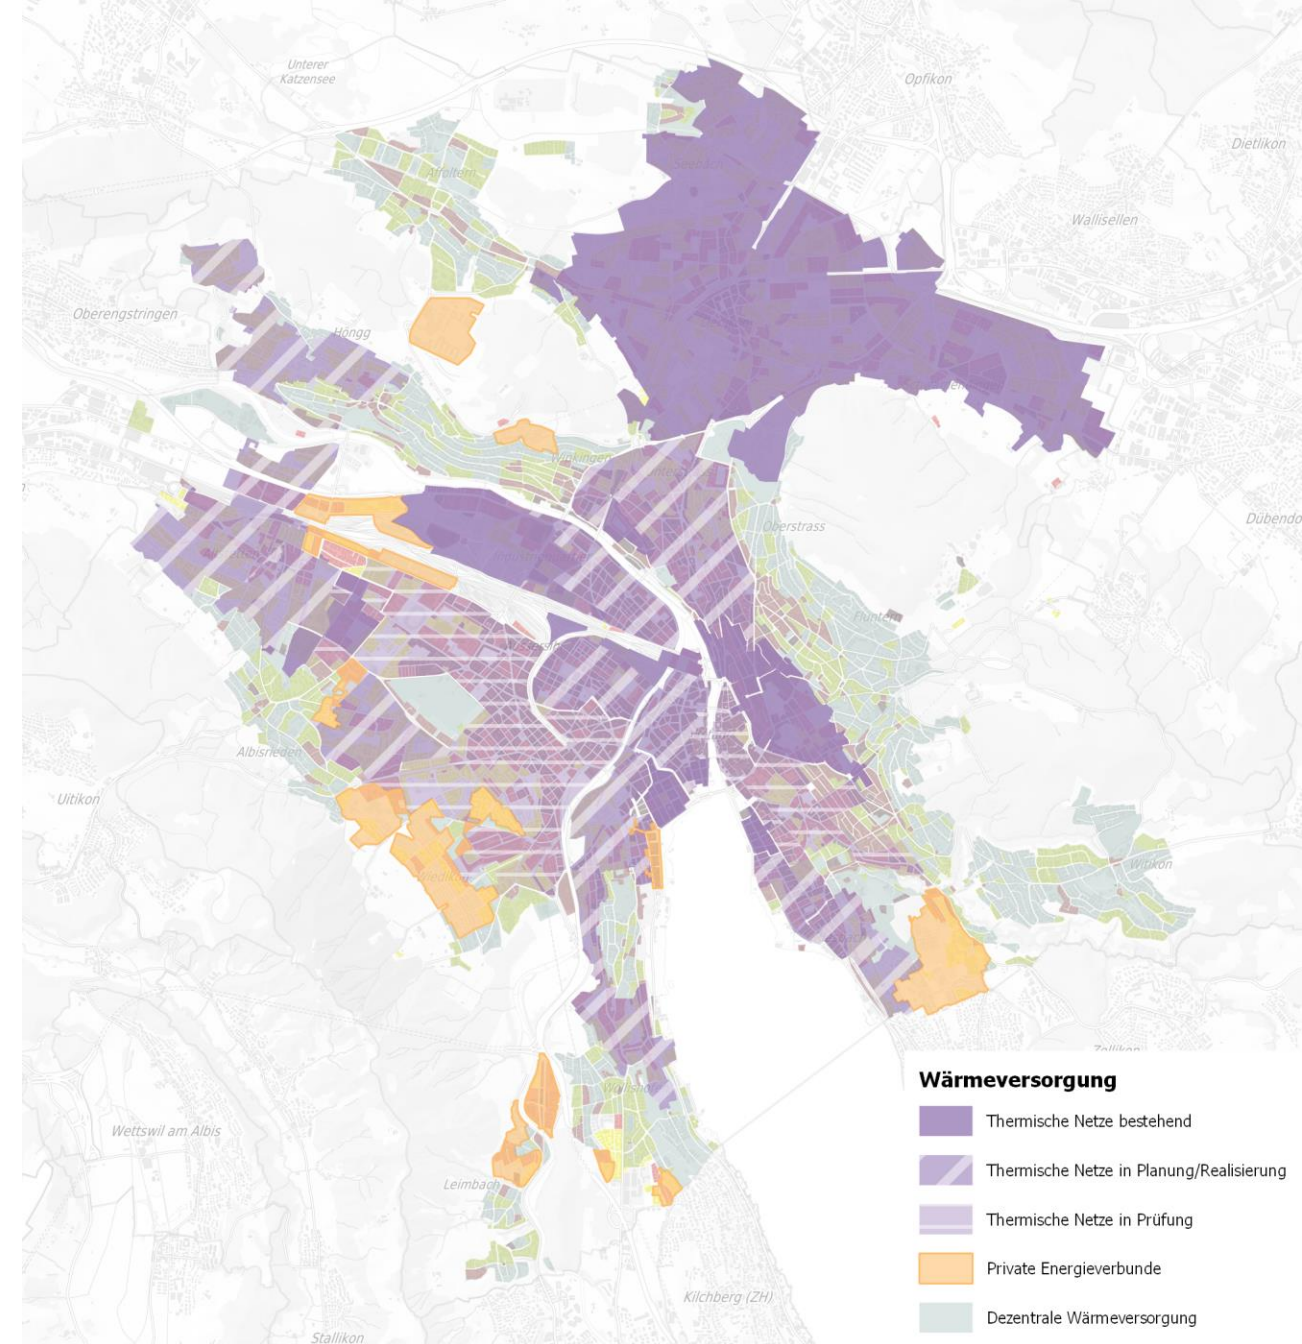 Unterer
Katzensee
Opfikon
Dietlikon
Seebach
Affoltern
Wallisellen
Oberengstringen
Höngg
Wipkingen
Oberstrass
Dübendo
Fluntern
Albisrieden
Uitikon
Witikon
Zollikon
Wettswil am Albis
Leimbach
Kilchberg (ZH)
Stallikon
Wärmeversorgung
Thermische Netze bestehend
Thermische Netze in Planung/Realisierung
Thermische Netze in Prüfung
Private Energieverbunde
Dezentrale Wärmeversorgung